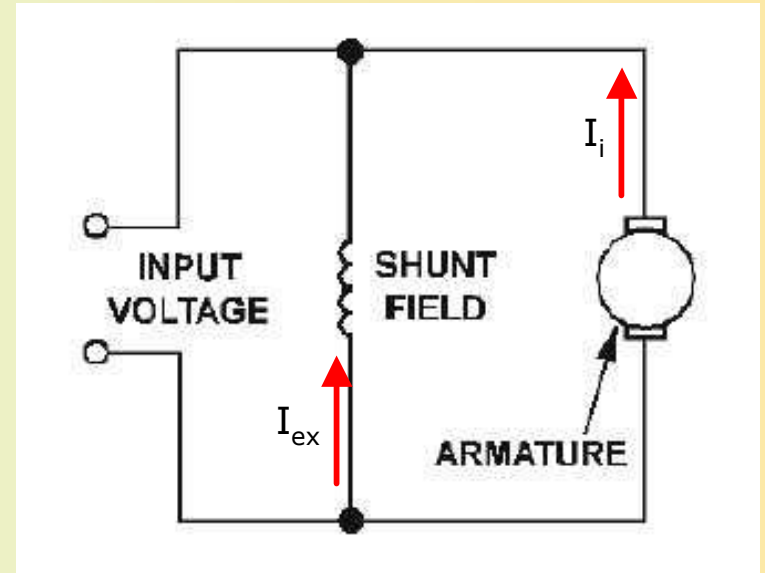 I_i
INPUT
VOLTAGE
SHUNT
FIELD
I_ex
ARMATURE